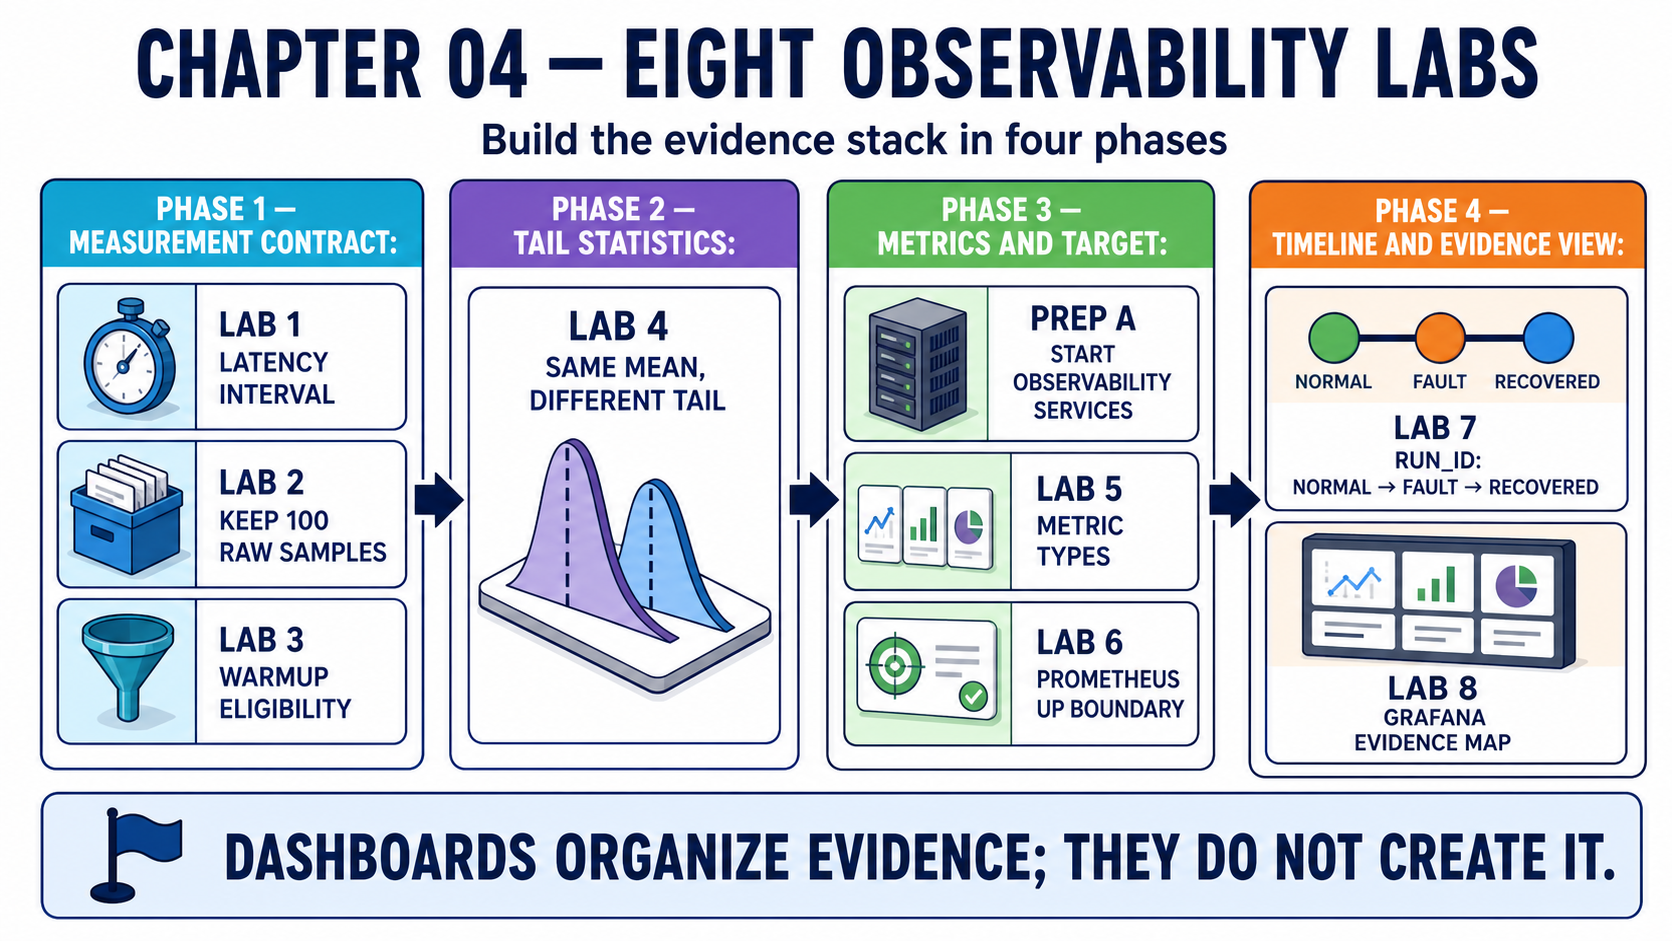 CHAPTER 04 — EIGHT OBSERVABILITY LABS
Build the evidence stack in four phases
PHASE 1 —
MEASUREMENT CONTRACT:
LAB 1
LATENCY
INTERVAL
LAB 2
KEEP 100
RAW SAMPLES
LAB 3
WARMUP
ELIGIBILITY
PHASE 2 —
TAIL STATISTICS:
LAB 4
SAME MEAN,
DIFFERENT TAIL
PHASE 3 —
METRICS AND TARGET:
PREP A
START
OBSERVABILITY
SERVICES
LAB 5
METRIC
TYPES
LAB 6
PROMETHEUS
UP BOUNDARY
PHASE 4 —
TIMELINE AND EVIDENCE VIEW:
NORMAL FAULT RECOVERED
LAB 7
RUN_ID:
NORMAL → FAULT → RECOVERED
LAB 8
GRAFANA
EVIDENCE MAP
DASHBOARDS ORGANIZE EVIDENCE; THEY DO NOT CREATE IT.